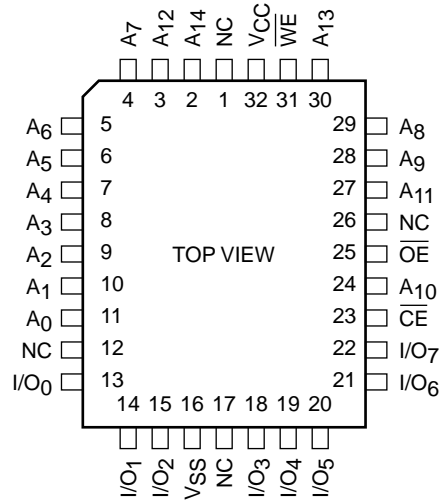 A7 A12 A14 NC VCC W̅E̅ A13
4 3 2 1 32 31 30
A6 5 29 A8
A5 6 28 A9
A4 7 27 A11
A3 8 26 NC
A2 9 TOP VIEW 25 O̅E̅
A1 10 24 A10
A0 11 23 C̅E̅
NC 12 22 I/O7
I/O0 13 21 I/O6
14 15 16 17 18 19 20
I/O1 I/O2 VSS NC I/O3 I/O4 I/O5